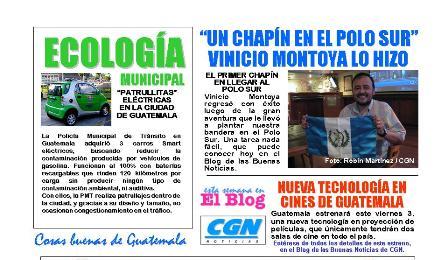 ECOLOGÍA
MUNICIPAL
"PATRULLITAS"
ELÉCTRICAS
EN LA CIUDAD
DE GUATEMALA
La Policía Municipal de Tránsito en
Guatemala adquirió 3 carros Smart
eléctricos, buscando reducir la
contaminación producida por vehículos de
gasolina. Funcionan al 100% con baterías
recargables que rinden 120 kilómetros por
carga sin producir ningún tipo de
contaminación ambiental, ni auditiva.
Con ellos, la PMT realiza patrullajes dentro de
la ciudad, y gracias a su diseño y tamaño, no
ocasionan congestionamiento en el tráfico.
Cosas buenas de Guatemala
"UN CHAPÍN EN EL POLO SUR"
VINICIO MONTOYA LO HIZO
EL PRIMER CHAPÍN
EN LLEGAR AL
POLO SUR
Vinicio Montoya
regresó con éxito
luego de la gran
aventura que le llevó
a plantar nuestra
bandera en el Polo
Sur. Una tarea nada
fácil, que puede
conocer hoy en el
Blog de las Buenas
Noticias.
Foto: Robin Martínez / CGN
esta semana en
El Blog
CGN
NOTICIAS
NUEVA TECNOLOGÍA EN
CINES DE GUATEMALA
Guatemala estrenará este viernes 3,
una nueva tecnología en proyección de
películas, que únicamente tendrán dos
salas de cine en todo el país.
Entérese de todos los detalles de este estreno,
en el Blog de las Buenas Noticias de CGN.